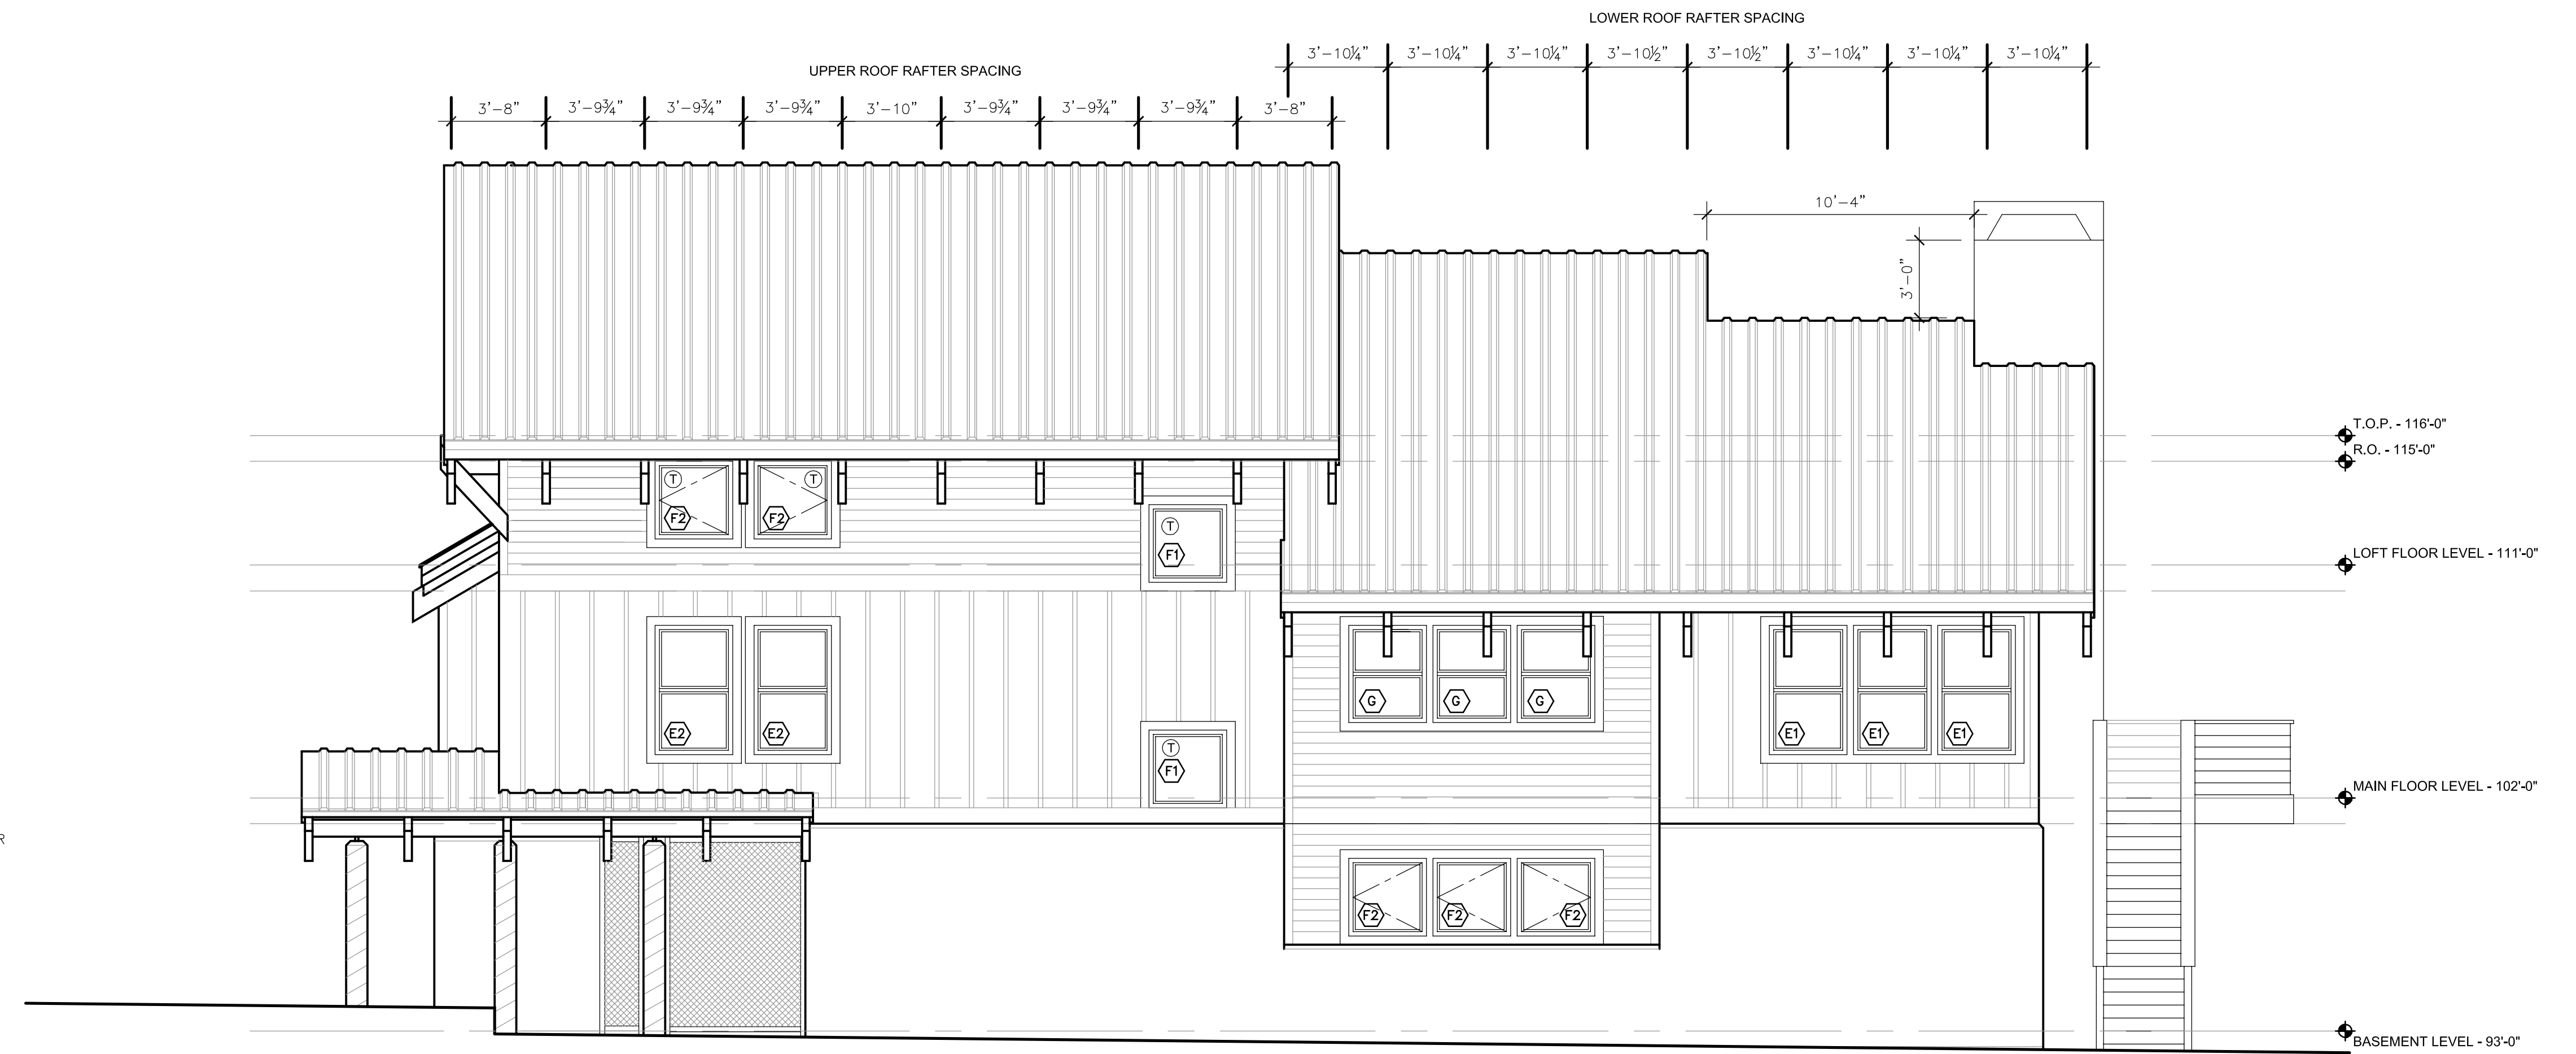 LOWER ROOF RAFTER SPACING
3'-10¼" 3'-10¼" 3'-10¼" 3'-10½" 3'-10½" 3'-10¼" 3'-10¼" 3'-10¼"
UPPER ROOF RAFTER SPACING
3'-8" 3'-9¾" 3'-9¾" 3'-9¾" 3'-10" 3'-9¾" 3'-9¾" 3'-9¾" 3'-8"
10'-4"
3'-0"
T.O.P. - 116'-0"
R.O. - 115'-0"
T T
F2 F2
T
F1
LOFT FLOOR LEVEL - 111'-0"
G G G
E2 E2
E1 E1 E1
T
F1
MAIN FLOOR LEVEL - 102'-0"
R
F2 F2 F2
BASEMENT LEVEL - 93'-0"